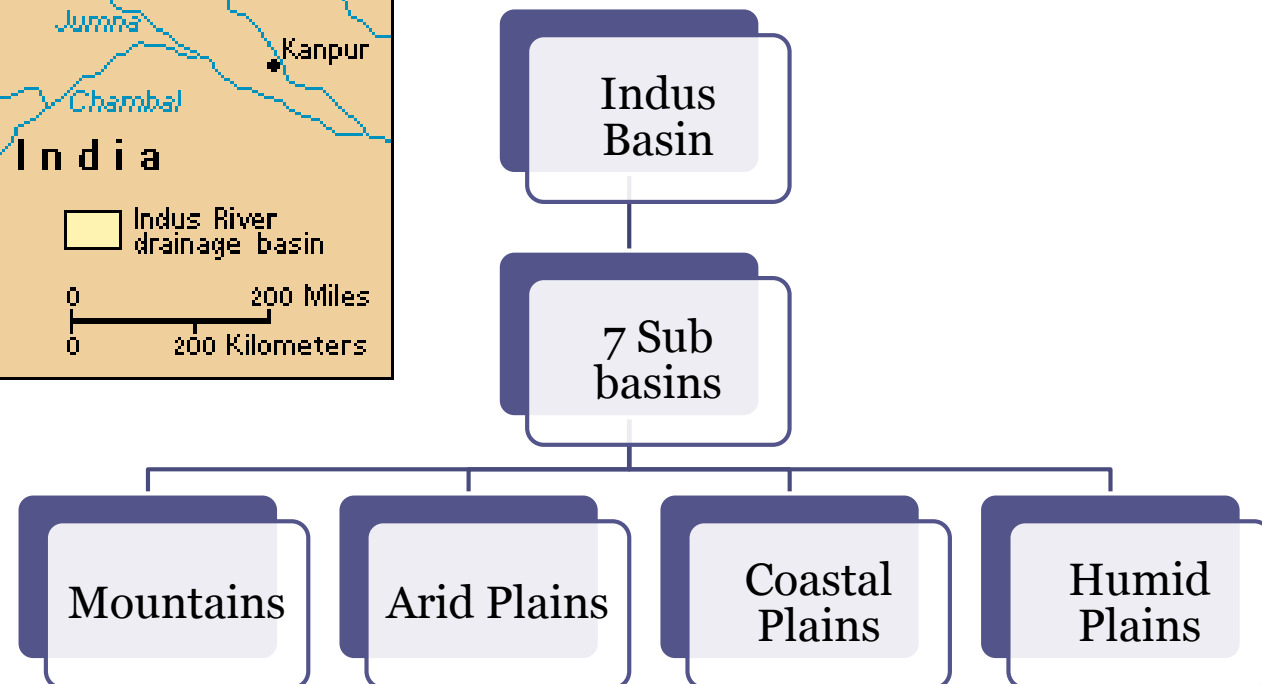 Jumna
Kanpur
Chambal
India
Indus River
drainage basin
0 200 Miles
0 200 Kilometers
Indus
Basin
7 Sub
basins
Mountains
Arid Plains
Coastal
Plains
Humid
Plains